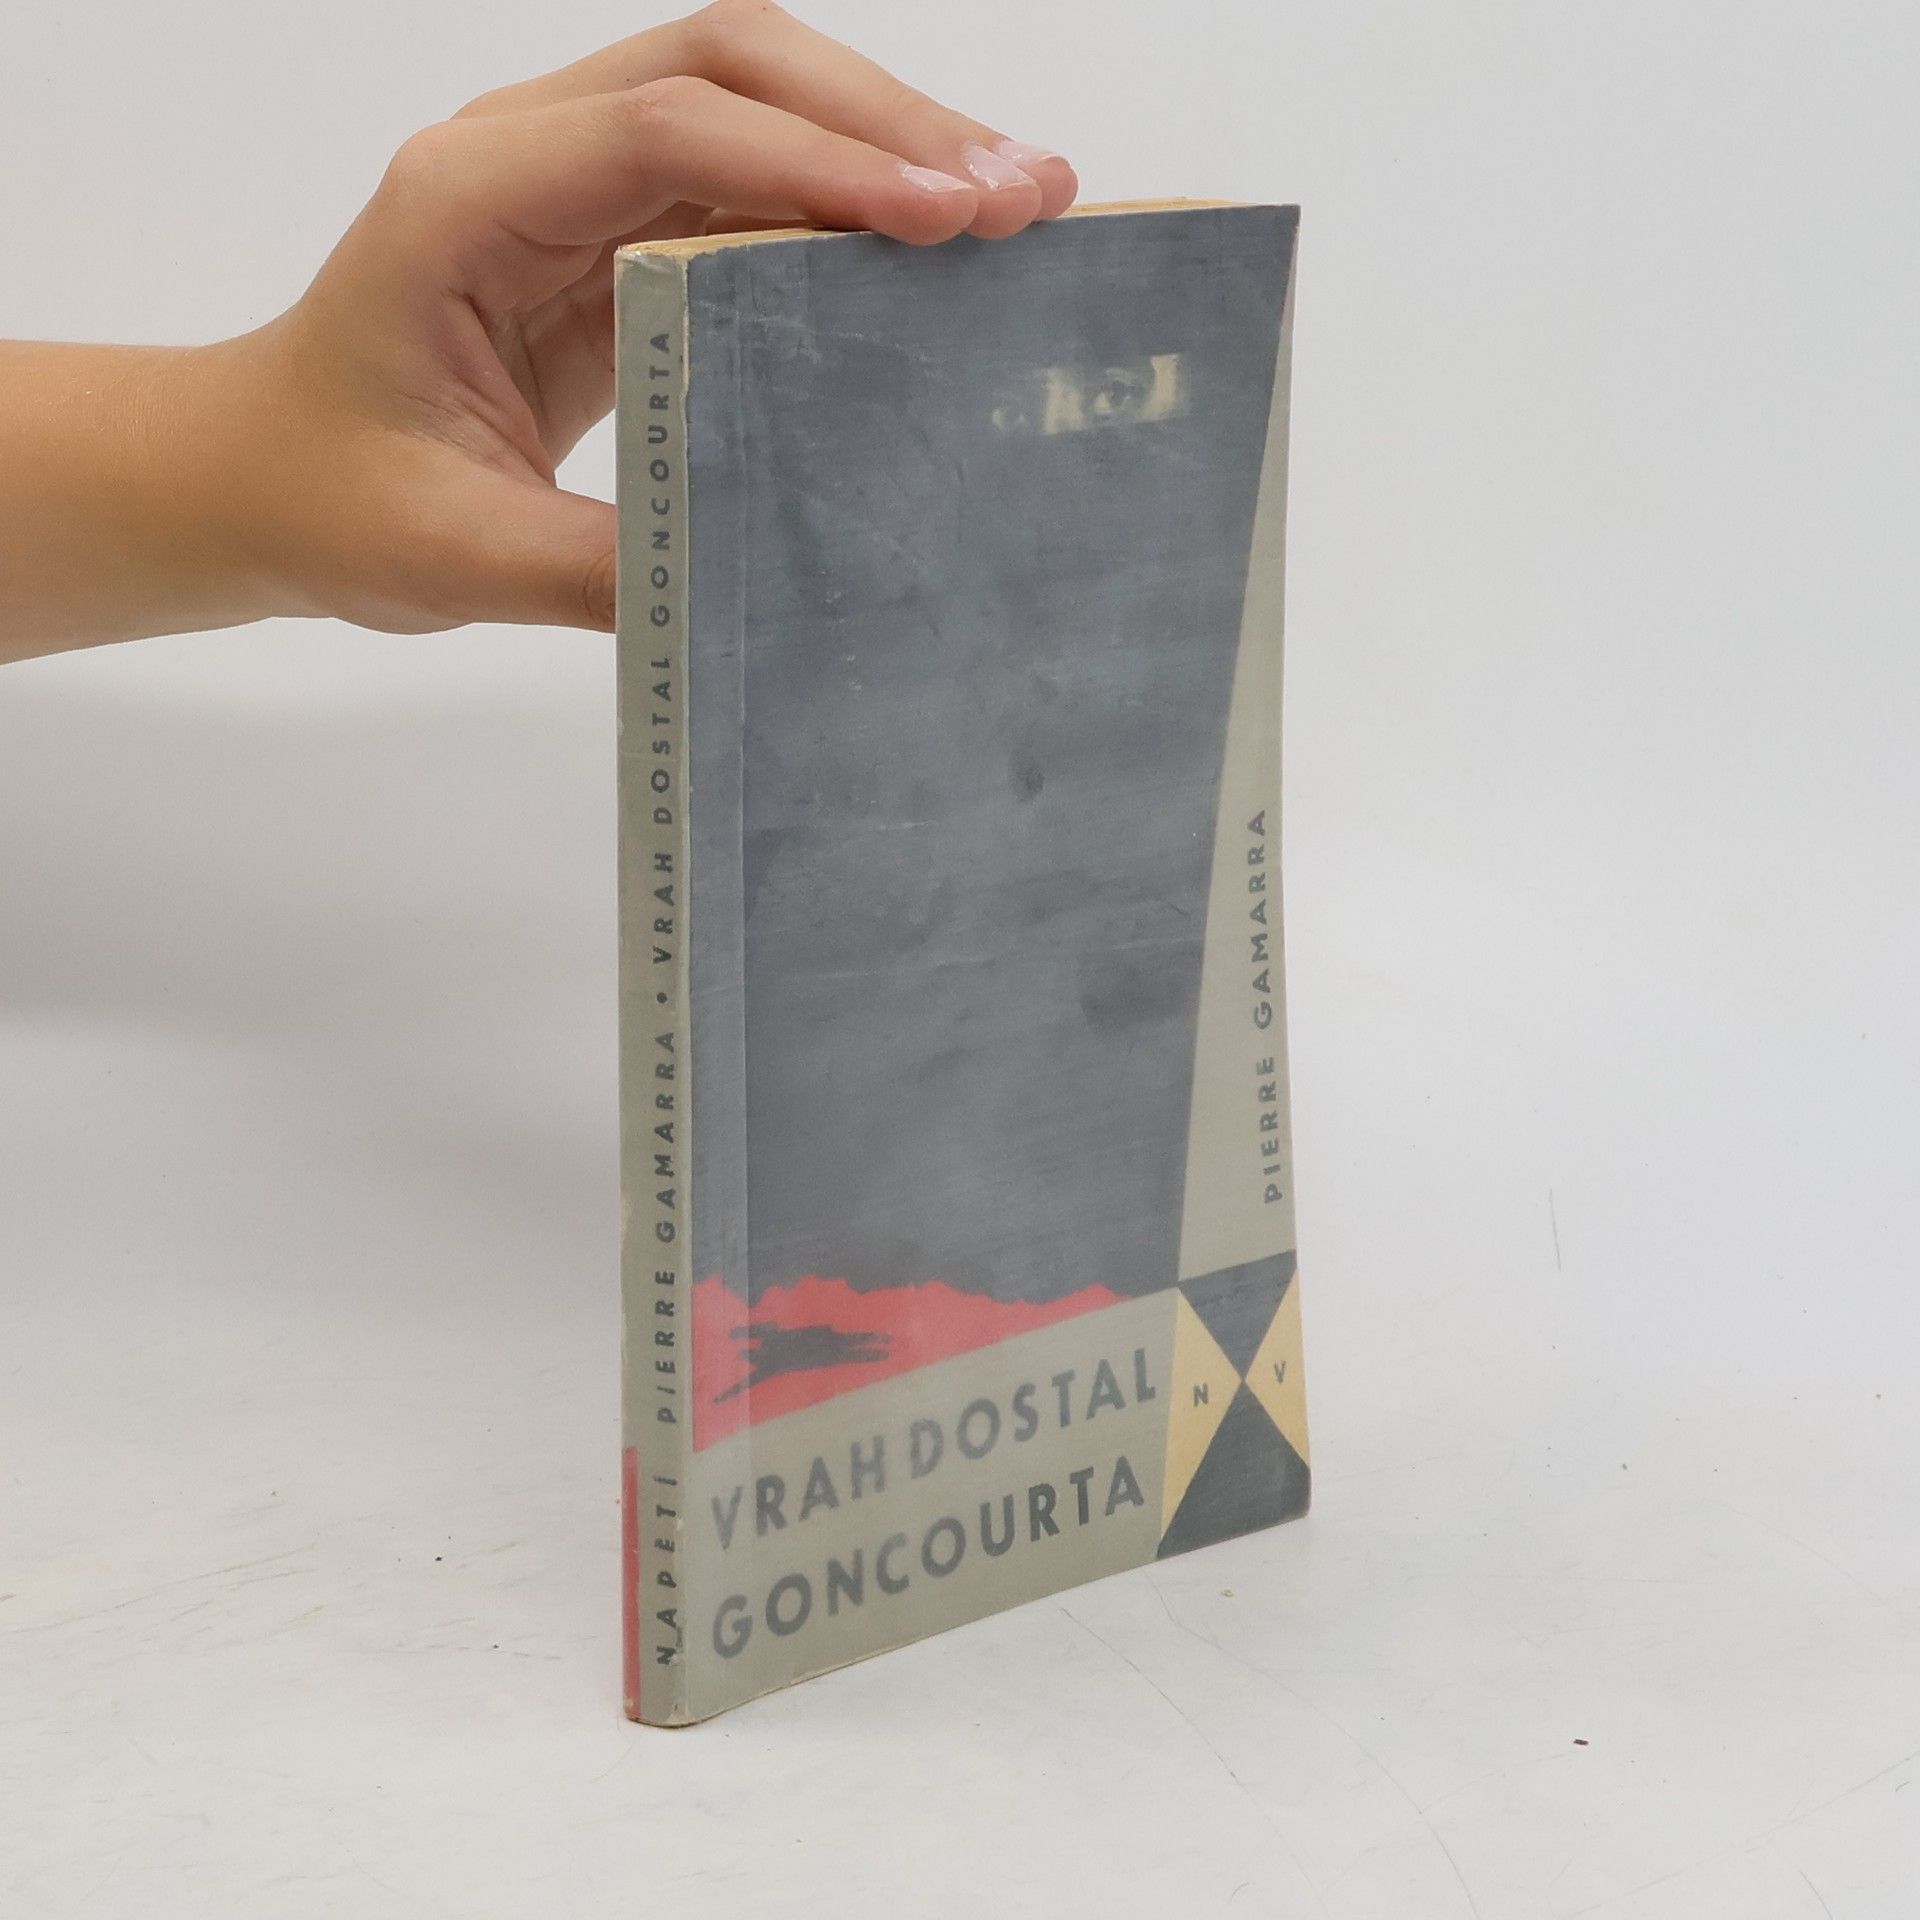 NAPĚTÍ PIERRE GAMARRA • VRAH DOSTAL GONCOURTA
PIERRE GAMARRA
VRAH DOSTAL
GONCOURTA
N V